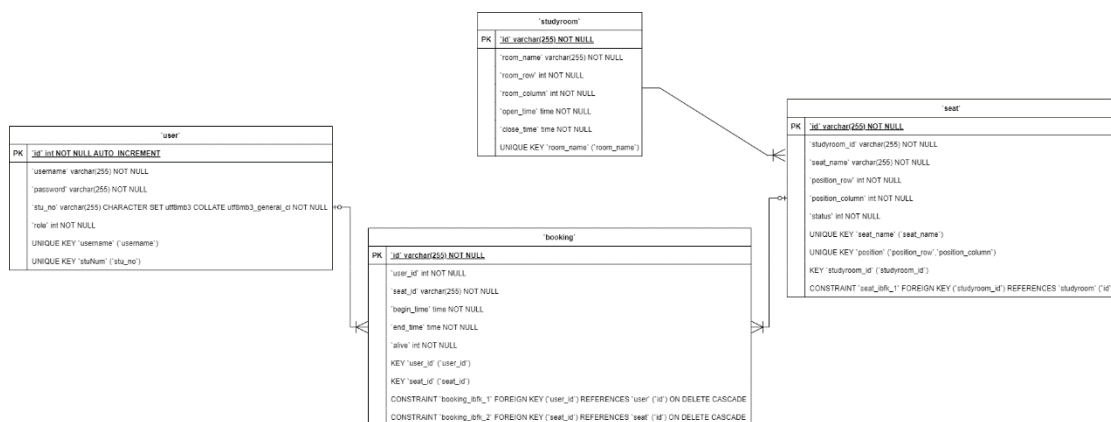 `studyroom`
PK `id` varchar(255) NOT NULL
`room_name` varchar(255) NOT NULL
`room_row` int NOT NULL
`room_column` int NOT NULL
`open_time` time NOT NULL
`close_time` time NOT NULL
UNIQUE KEY `room_name` (`room_name`)
`seat`
PK `id` varchar(255) NOT NULL
`studyroom_id` varchar(255) NOT NULL
`seat_name` varchar(255) NOT NULL
`position_row` int NOT NULL
`position_column` int NOT NULL
`status` int NOT NULL
UNIQUE KEY `seat_name` (`seat_name`)
UNIQUE KEY `position` (`position_row`,`position_column`)
KEY `studyroom_id` (`studyroom_id`)
CONSTRAINT `seat_ibfk_1` FOREIGN KEY (`studyroom_id`) REFERENCES `studyroom` (`id`
`user`
PK `id` int NOT NULL AUTO_INCREMENT
`username` varchar(255) NOT NULL
`password` varchar(255) NOT NULL
`stu_no` varchar(255) CHARACTER SET utf8mb3 COLLATE utf8mb3_general_ci NOT NULL
`role` int NOT NULL
UNIQUE KEY `username` (`username`)
UNIQUE KEY `stuNum` (`stu_no`)
`booking`
PK `id` varchar(255) NOT NULL
`user_id` int NOT NULL
`seat_id` varchar(255) NOT NULL
`begin_time` time NOT NULL
`end_time` time NOT NULL
`alive` int NOT NULL
KEY `user_id` (`user_id`)
KEY `seat_id` (`seat_id`)
CONSTRAINT `booking_ibfk_1` FOREIGN KEY (`user_id`) REFERENCES `user` (`id`) ON DELETE CASCADE
CONSTRAINT `booking_ibfk_2` FOREIGN KEY (`seat_id`) REFERENCES `seat` (`id`) ON DELETE CASCADE